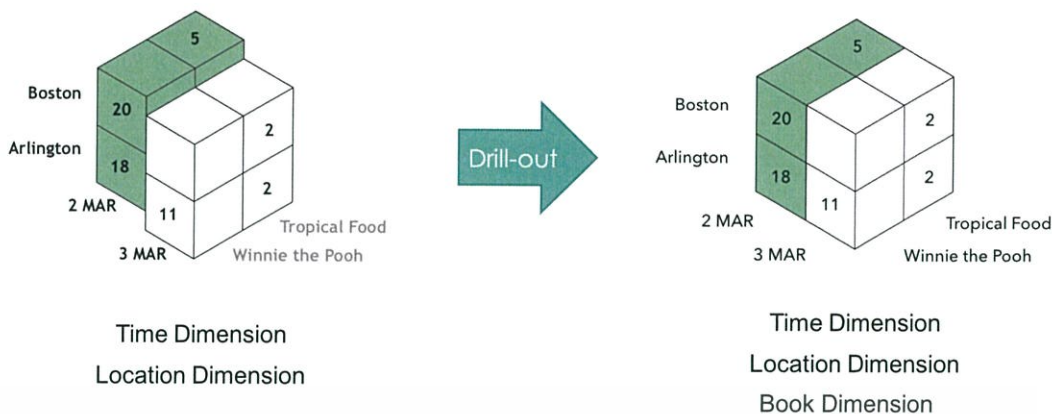 5
Boston
20
2
Arlington
18
2
2 MAR
11
Tropical Food
3 MAR
Winnie the Pooh
Time Dimension
Location Dimension
Drill-out
5
Boston
20
2
Arlington
18
2
11
2 MAR
Tropical Food
3 MAR
Winnie the Pooh
Time Dimension
Location Dimension
Book Dimension